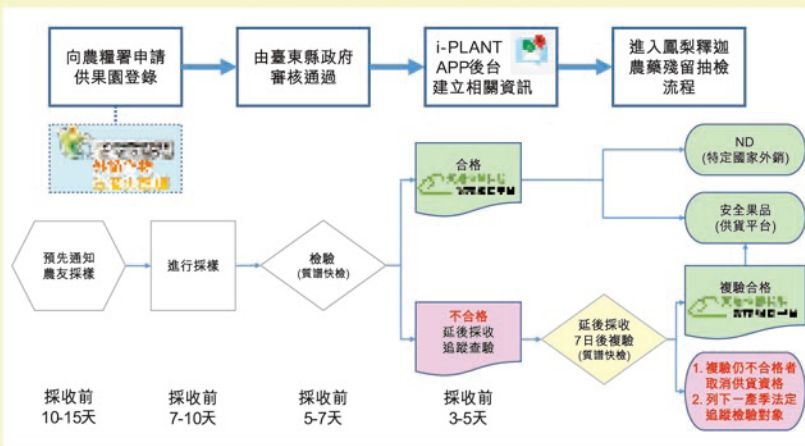 向農糧署申請
供果園登錄
由臺東縣政府
審核通過
i-PLANT
APP後台
建立相關資訊
進入鳳梨釋迦
農藥殘留抽檢
流程
合格
ND
(特定國家外銷)
安全果品
(供貨平台)
預先通知
農友採樣
進行採樣
檢驗
(質譜快檢)
不合格
延後採收
追蹤查驗
延後採收
7日後複驗
(質譜快檢)
複驗合格
1. 複驗仍不合格者
取消供貨資格
2. 列下一產季法定
追蹤檢驗對象
採收前
10-15天
採收前
7-10天
採收前
5-7天
採收前
3-5天